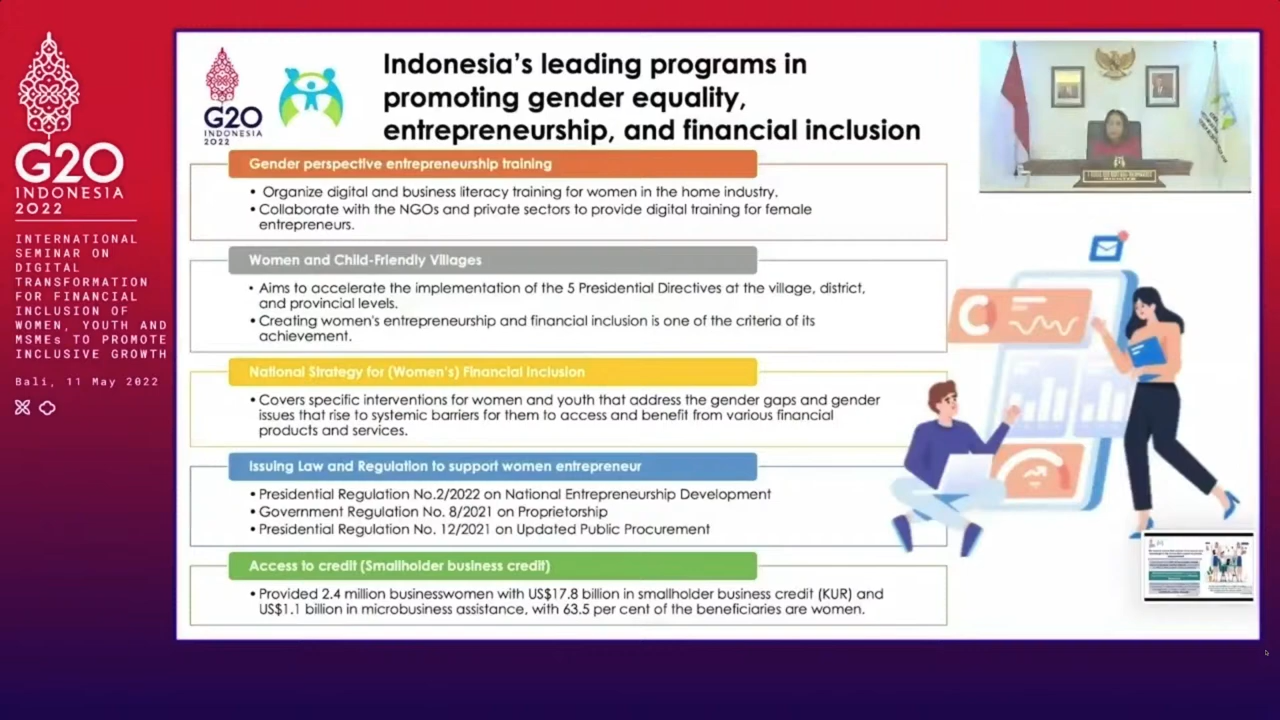 G20
INDONESIA
2022
INTERNATIONAL
SEMINAR ON
DIGITAL
TRANSFORMATION
FOR FINANCIAL
INCLUSION OF
WOMEN, YOUTH AND
MSMEs TO PROMOTE
INCLUSIVE GROWTH
Bali, 11 May 2022
G20
INDONESIA
2022
Indonesia's leading programs in
promoting gender equality,
entrepreneurship, and financial inclusion
Gender perspective entrepreneurship training
• Organize digital and business literacy training for women in the home industry.
• Collaborate with the NGOs and private sectors to provide digital training for female
entrepreneurs.
Women and Child-Friendly Villages
• Aims to accelerate the implementation of the 5 Presidential Directives at the village, district,
and provincial levels.
• Creating women's entrepreneurship and financial inclusion is one of the criteria of its
achievement.
National Strategy for (Women's) Financial Inclusion
• Covers specific interventions for women and youth that address the gender gaps and gender
issues that rise to systemic barriers for them to access and benefit from various financial
products and services.
Issuing Law and Regulation to support women entrepreneur
• Presidential Regulation No.2/2022 on National Entrepreneurship Development
• Government Regulation No. 8/2021 on Proprietorship
• Presidential Regulation No. 12/2021 on Updated Public Procurement
Access to credit (Smallholder business credit)
• Provided 2.4 million businesswomen with US$17.8 billion in smallholder business credit (KUR) and
US$1.1 billion in microbusiness assistance, with 63.5 per cent of the beneficiaries are women.